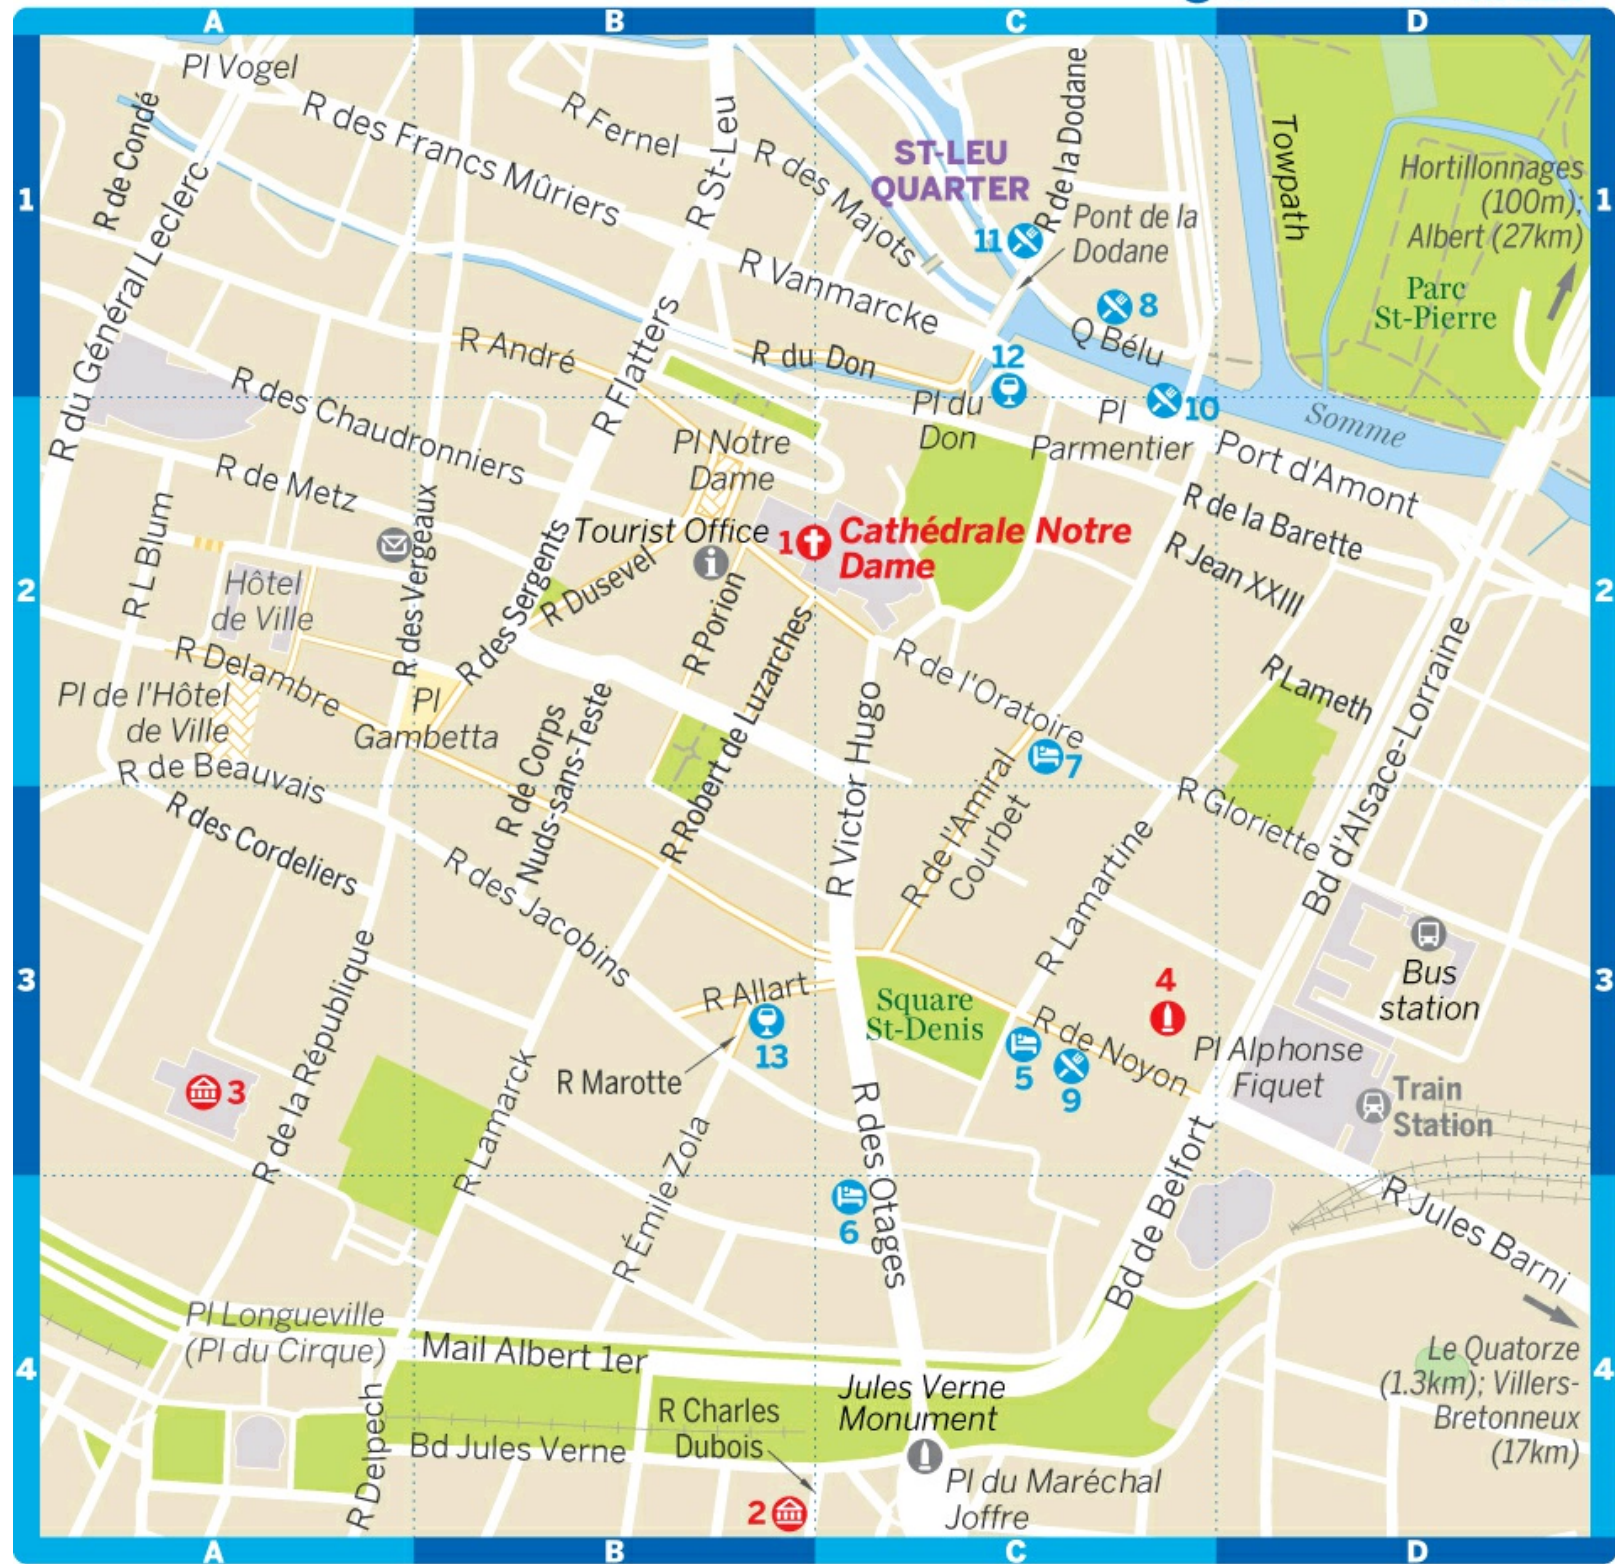 A
B
C
D
Pl Vogel
R de Condé
R des Francs Mûriers
R Fernel
R St-Leu
R des Majots
ST-LEU
QUARTER
R de la Dodane
Towpath
Hortillonnages
(100m);
Albert (27km)
1
1
11
Pont de la
Dodane
R du Général Leclerc
R Vanmarcke
8
Parc
St-Pierre
R André
R Flatters
R du Don
12
Q Bélu
R des Chaudronniers
Pl du
Don
Pl
Parmentier
10
Somme
R de Metz
Pl Notre
Dame
Port d'Amont
R de la Barette
R L Blum
R des Vergeaux
Tourist Office
1
Cathédrale Notre
Dame
R Jean XXIII
2
2
Hôtel
de Ville
R des Sergents
R Dusevel
R Porion
R Delambre
R Robert de Luzarches
R de l'Oratoire
R Lameth
Pl de l'Hôtel
de Ville
Pl
Gambetta
R de Corps
Nuds-sans-Teste
R Victor Hugo
7
Bd d'Alsace-Lorraine
R de Beauvais
R des Cordeliers
R de l'Amiral
Courbet
R Gloriette
R des Jacobins
R Lamartine
3
3
R de la République
R Allart
13
Square
St-Denis
4
Bus
station
R de Noyon
5
9
Pl Alphonse
Fiquet
R Marotte
3
Train
Station
R Lamarck
R Émile Zola
R des Otages
6
Bd de Belfort
R Jules Barni
Pl Longueville
(Pl du Cirque)
Mail Albert 1er
4
4
Le Quatorze
(1.3km); Villers-
Bretonneux
(17km)
Jules Verne
Monument
R Delpech
Bd Jules Verne
R Charles
Dubois
2
Pl du Maréchal
Joffre
A
B
C
D